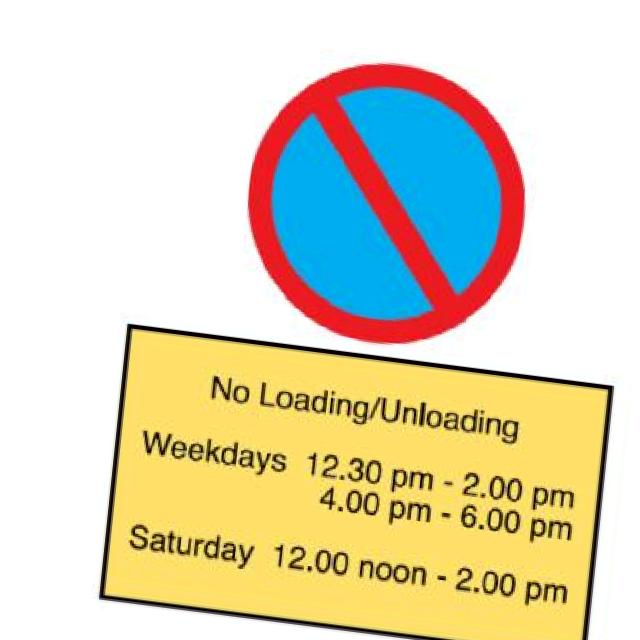 No Loading/Unloading
Weekdays 12.30 pm - 2.00 pm
4.00 pm - 6.00 pm
Saturday 12.00 noon - 2.00 pm